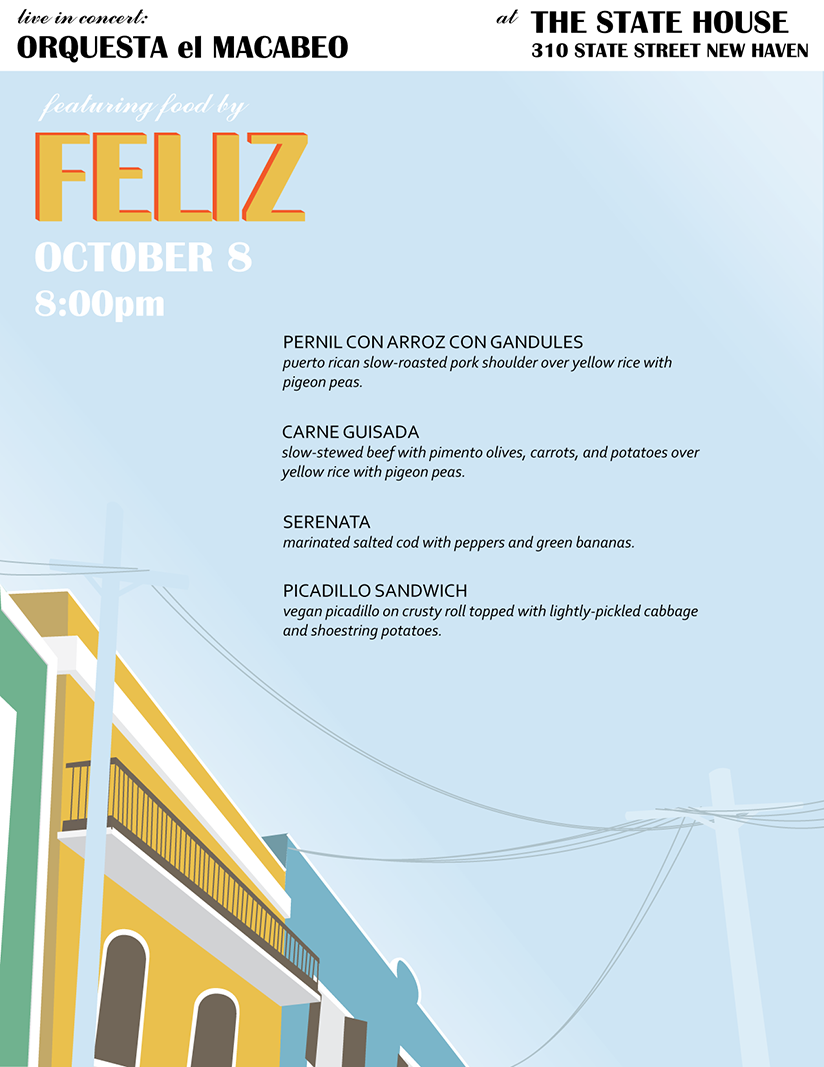 live in concert:
ORQUESTA el MACABEO
at THE STATE HOUSE
310 STATE STREET NEW HAVEN
featuring food by
FELIZ
OCTOBER 8
8:00pm
PERNIL CON ARROZ CON GANDULES
puerto rican slow-roasted pork shoulder over yellow rice with
pigeon peas.
CARNE GUISADA
slow-stewed beef with pimento olives, carrots, and potatoes over
yellow rice with pigeon peas.
SERENATA
marinated salted cod with peppers and green bananas.
PICADILLO SANDWICH
vegan picadillo on crusty roll topped with lightly-pickled cabbage
and shoestring potatoes.